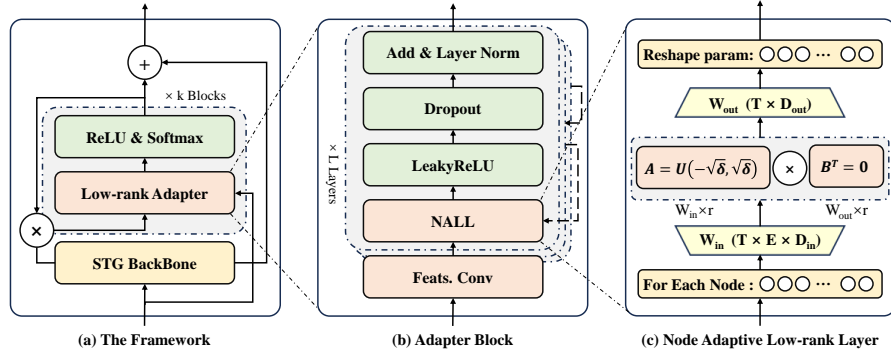 +
× k Blocks
ReLU & Softmax
Low-rank Adapter
×
STG BackBone
(a) The Framework
Add & Layer Norm
Dropout
LeakyReLU
× L Layers
NALL
Feats. Conv
(b) Adapter Block
Reshape param: ...
W_out (T × D_out)
A = U(-√δ, √δ) × B^T = 0
W_in×r W_out×r
W_in (T × E × D_in)
For Each Node : ...
(c) Node Adaptive Low-rank Layer